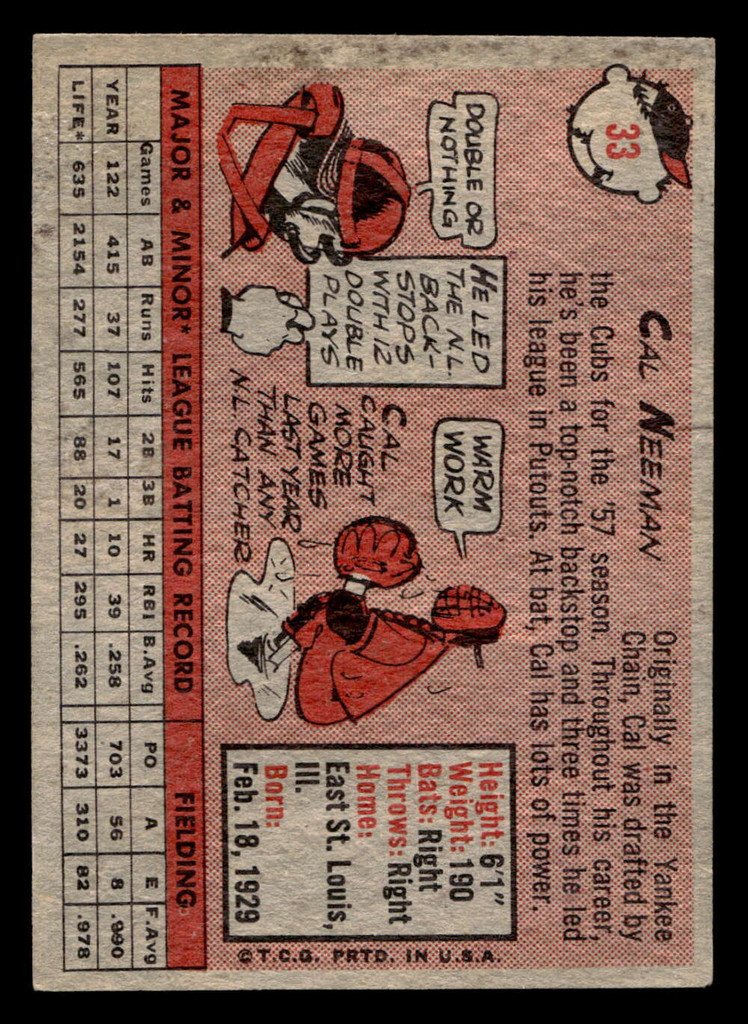 33
CAL NEEMAN
Originally in the Yankee
Chain, Cal was drafted by
the Cubs for the '57 season. Throughout his career,
he's been a top-notch backstop and three times he led
his league in Putouts. At bat, Cal has lots of power.
DOUBLE OR
NOTHING
HE LED
THE N.L.
BACK-
STOPS
WITH 12
DOUBLE
PLAYS
WARM
WORK
CAL
CAUGHT
MORE
GAMES
LAST YEAR
THAN ANY
N.L. CATCHER
Height: 6'1"
Weight: 190
Bats: Right
Throws: Right
Home:
East St. Louis,
Ill.
Born:
Feb. 18, 1929
©T.C.G. PRTD. IN U.S.A.
MAJOR & MINOR* LEAGUE BATTING RECORD FIELDING
Games AB Runs Hits 2B 3B HR RBI B.Avg PO A E F.Avg
YEAR 122 415 37 107 17 1 10 39 .258 703 56 8 .990
LIFE* 635 2154 277 565 88 20 27 295 .262 3373 310 82 .978